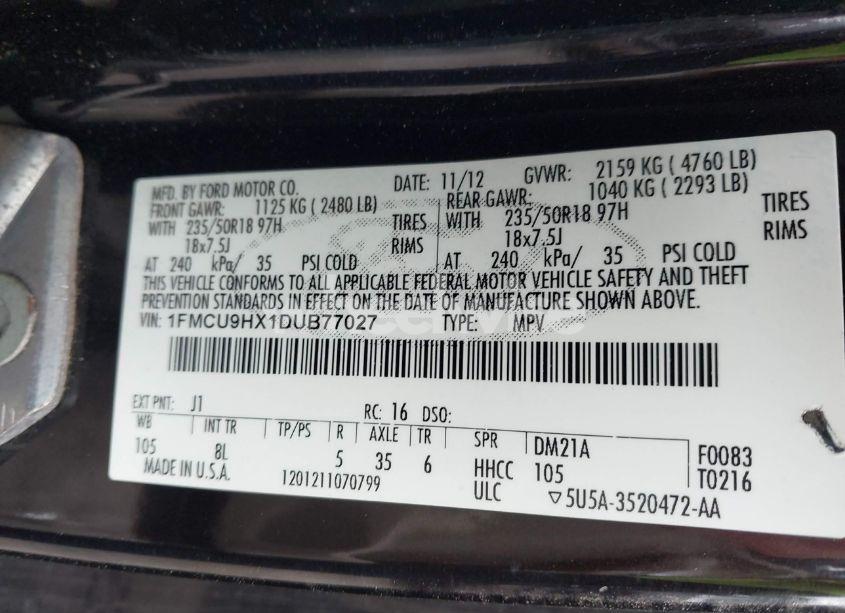 MFD. BY FORD MOTOR CO. DATE: 11/12 GVWR: 2159 KG ( 4760 LB)
FRONT GAWR: 1125 KG ( 2480 LB) REAR GAWR: 1040 KG ( 2293 LB)
WITH 235/50R18 97H TIRES WITH 235/50R18 97H TIRES
18x7.5J RIMS 18x7.5J RIMS
AT 240 kPa/ 35 PSI COLD AT 240 kPa/ 35 PSI COLD
THIS VEHICLE CONFORMS TO ALL APPLICABLE FEDERAL MOTOR VEHICLE SAFETY AND THEFT
PREVENTION STANDARDS IN EFFECT ON THE DATE OF MANUFACTURE SHOWN ABOVE.
VIN: 1FMCU9HX1DUB77027 TYPE: MPV
EXT PNT: J1 RC: 16 DSO:
WB INT TR TP/PS R AXLE TR SPR DM21A F0083
105 8L 5 35 6 HHCC 105 T0216
MADE IN U.S.A. 1201211070799 ULC ▽5U5A-3520472-AA